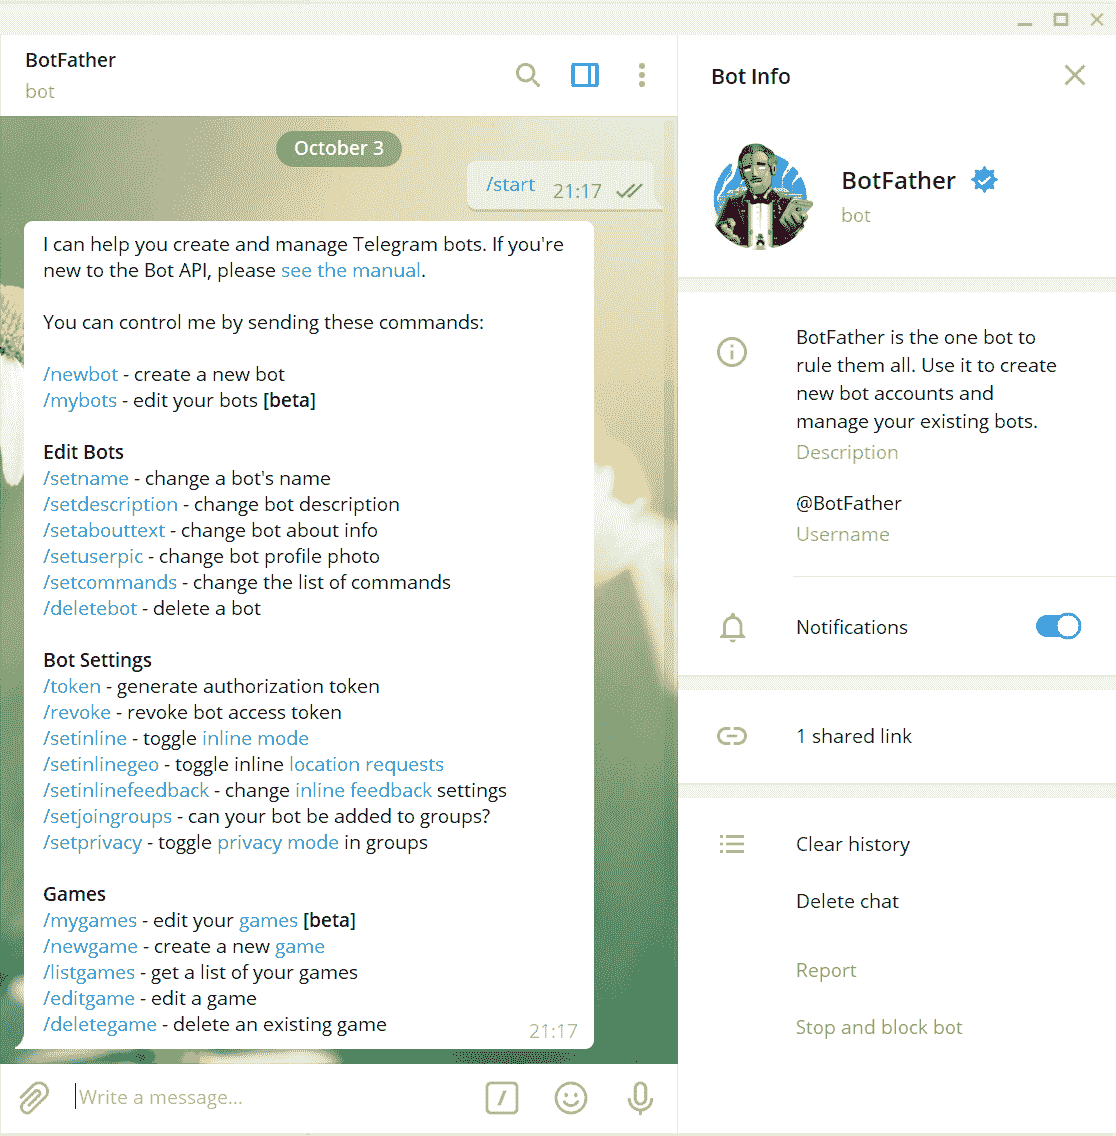 BotFather
bot
October 3
/start 21:17
I can help you create and manage Telegram bots. If you're
new to the Bot API, please see the manual.
You can control me by sending these commands:
/newbot - create a new bot
/mybots - edit your bots [beta]
Edit Bots
/setname - change a bot's name
/setdescription - change bot description
/setabouttext - change bot about info
/setuserpic - change bot profile photo
/setcommands - change the list of commands
/deletebot - delete a bot
Bot Settings
/token - generate authorization token
/revoke - revoke bot access token
/setinline - toggle inline mode
/setinlinegeo - toggle inline location requests
/setinlinefeedback - change inline feedback settings
/setjoingroups - can your bot be added to groups?
/setprivacy - toggle privacy mode in groups
Games
/mygames - edit your games [beta]
/newgame - create a new game
/listgames - get a list of your games
/editgame - edit a game
/deletegame - delete an existing game
21:17
Write a message...
Bot Info
BotFather
bot
BotFather is the one bot to
rule them all. Use it to create
new bot accounts and
manage your existing bots.
Description
@BotFather
Username
Notifications
1 shared link
Clear history
Delete chat
Report
Stop and block bot